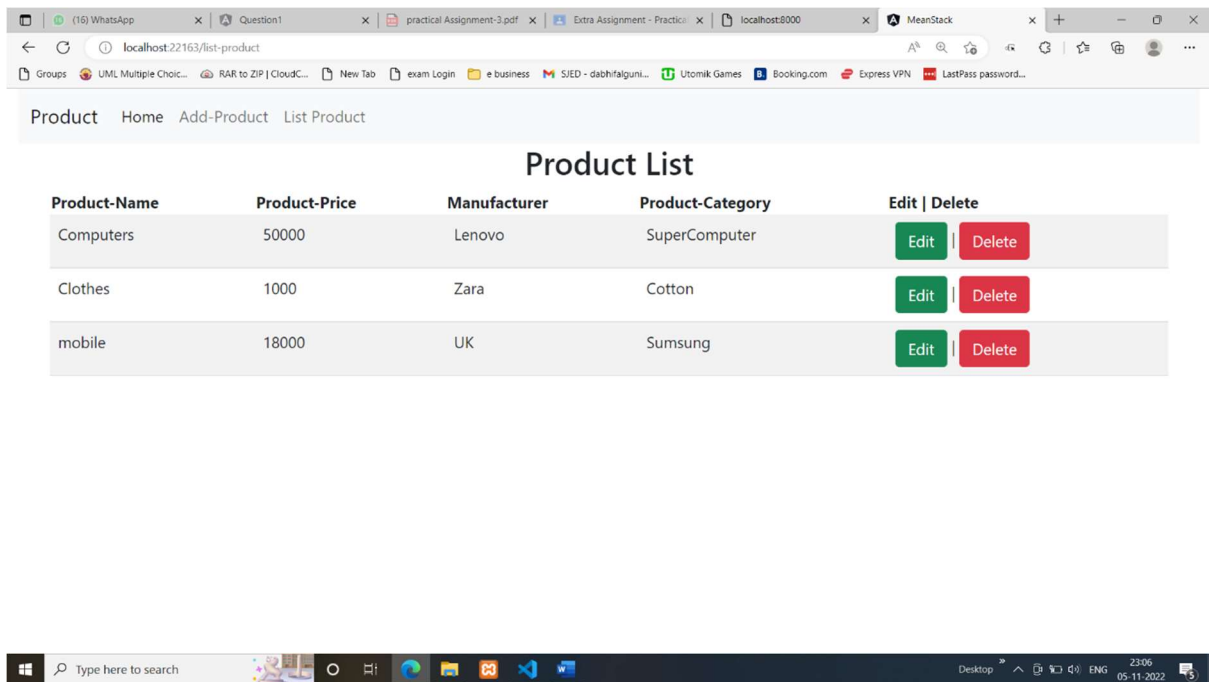 (16) WhatsApp Question1 practical Assignment-3.pdf Extra Assignment - Practical localhost:8000 MeanStack
localhost:22163/list-product
Groups UML Multiple Choic... RAR to ZIP | CloudC... New Tab exam Login e business SJED - dabhifalguni... Utomik Games Booking.com Express VPN LastPass password...
Product Home Add-Product List Product
Product List
Product-Name Product-Price Manufacturer Product-Category Edit | Delete
Computers 50000 Lenovo SuperComputer Edit | Delete
Clothes 1000 Zara Cotton Edit | Delete
mobile 18000 UK Sumsung Edit | Delete
Type here to search Desktop ENG 23:06
05-11-2022